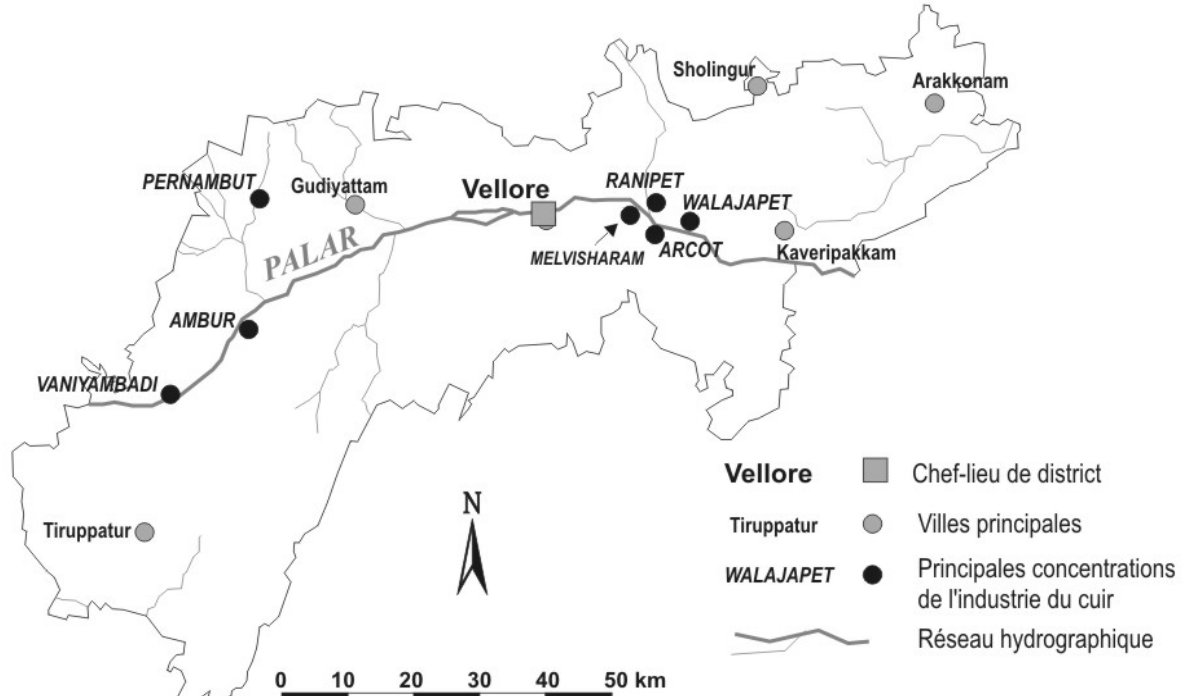 Sholingur
Arakkonam
PERNAMBUT
Gudiyattam
Vellore
RANIPET
WALAJAPET
PALAR
MELVISHARAM
ARCOT
Kaveripakkam
AMBUR
VANIYAMBADI
Tiruppatur
N
Vellore Chef-lieu de district
Tiruppatur Villes principales
WALAJAPET Principales concentrations
de l'industrie du cuir
Réseau hydrographique
0 10 20 30 40 50 km